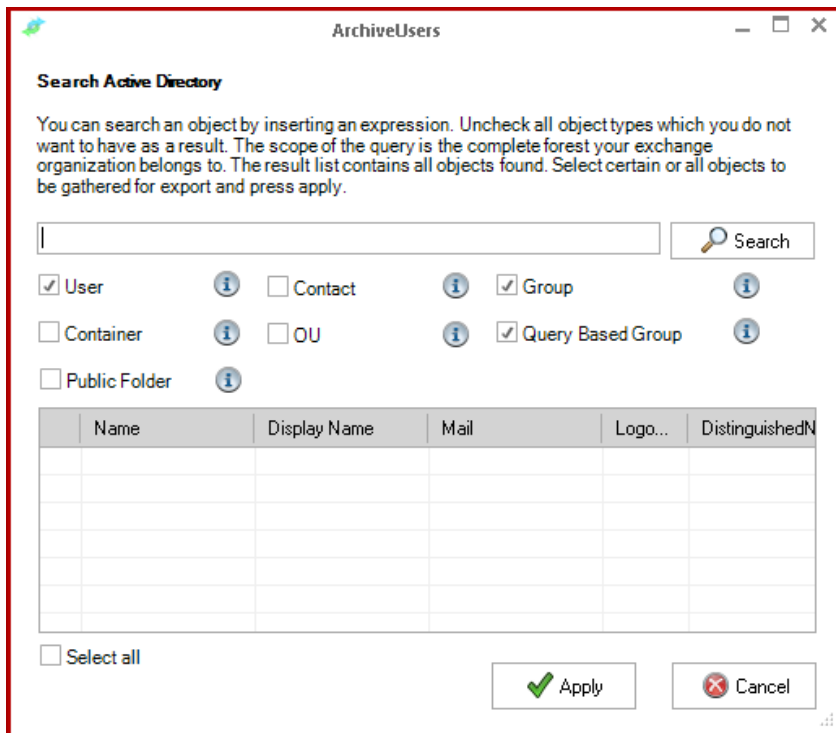 ArchiveUsers
Search Active Directory
You can search an object by inserting an expression. Uncheck all object types which you do not
want to have as a result. The scope of the query is the complete forest your exchange
organization belongs to. The result list contains all objects found. Select certain or all objects to
be gathered for export and press apply.
Search
User Contact Group
Container OU Query Based Group
Public Folder
Name Display Name Mail Logo... DistinguishedN
Select all
Apply Cancel